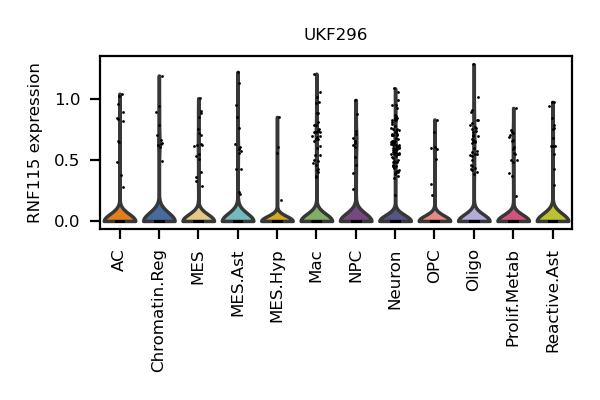 UKF296
RNF115 expression
1.0
0.5
0.0
AC
Chromatin.Reg
MES
MES.Ast
MES.Hyp
Mac
NPC
Neuron
OPC
Oligo
Prolif.Metab
Reactive.Ast